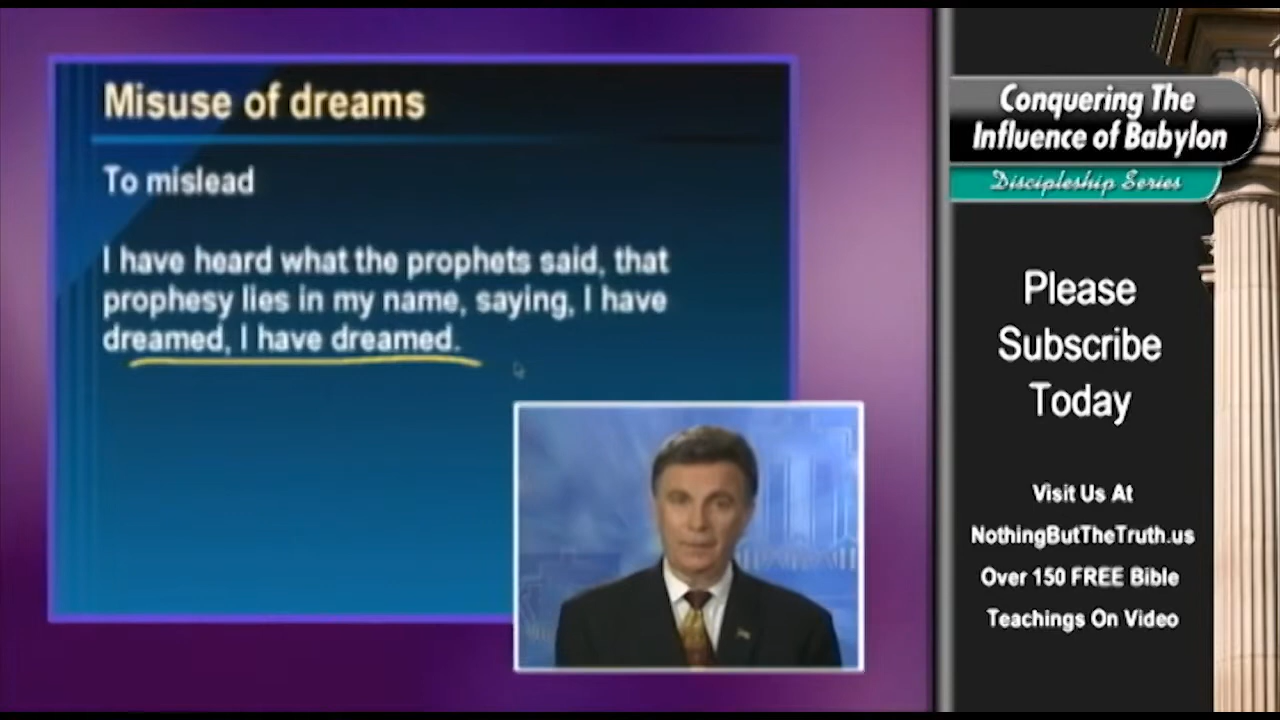 Misuse of dreams
To mislead
I have heard what the prophets said, that
prophesy lies in my name, saying, I have
dreamed, I have dreamed.
Conquering The
Influence of Babylon
Discipleship Series
Please
Subscribe
Today
Visit Us At
NothingButTheTruth.us
Over 150 FREE Bible
Teachings On Video